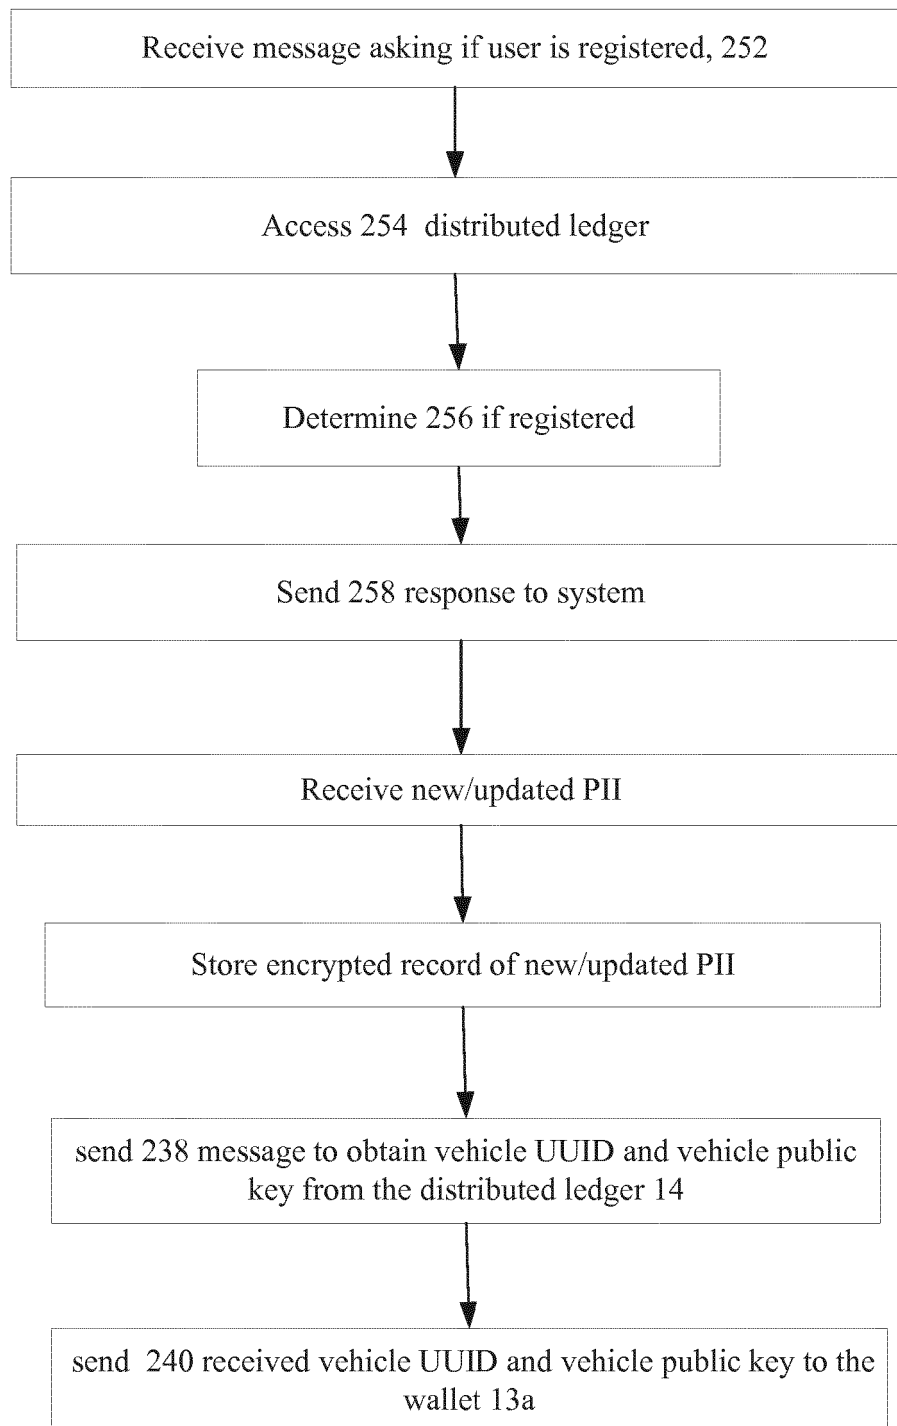 Receive message asking if user is registered, 252
Access 254 distributed ledger
Determine 256 if registered
Send 258 response to system
Receive new/updated PII
Store encrypted record of new/updated PII
send 238 message to obtain vehicle UUID and vehicle public
key from the distributed ledger 14
send 240 received vehicle UUID and vehicle public key to the
wallet 13a